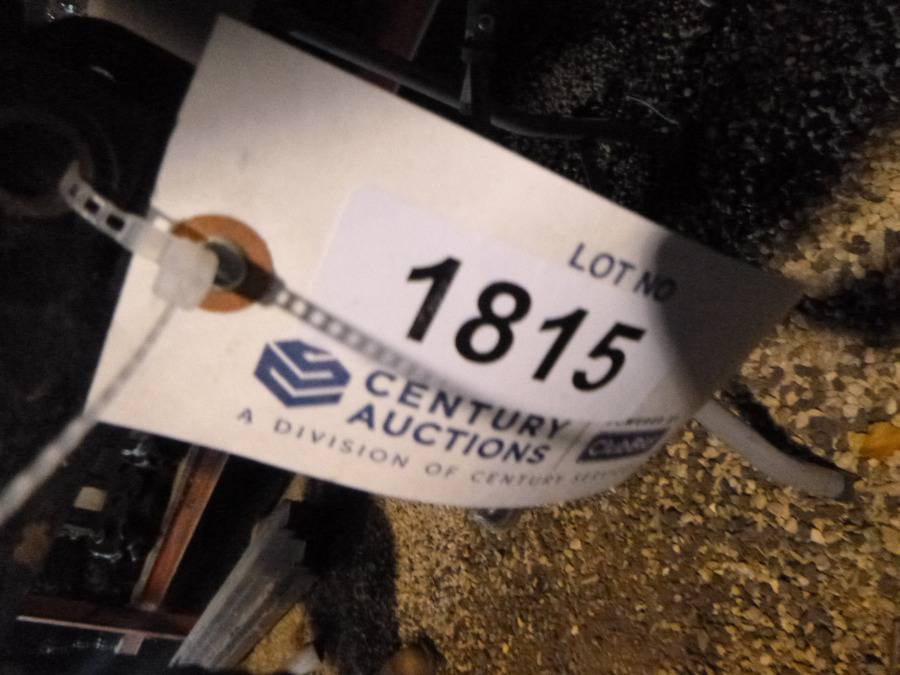 LOT NO
1815
CENTURY
AUCTIONS
A DIVISION OF CENTURY